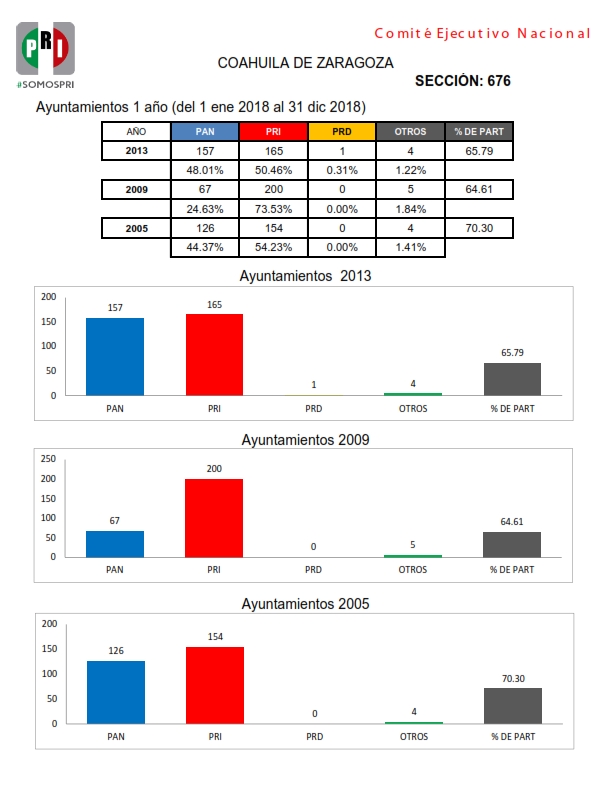 Comité Ejecutivo Nacional
PRI
#SOMOSPRI
COAHUILA DE ZARAGOZA
SECCIÓN: 676
Ayuntamientos 1 año (del 1 ene 2018 al 31 dic 2018)
AÑO PAN PRI PRD OTROS % DE PART
2013 157 165 1 4 65.79
48.01% 50.46% 0.31% 1.22%
2009 67 200 0 5 64.61
24.63% 73.53% 0.00% 1.84%
2005 126 154 0 4 70.30
44.37% 54.23% 0.00% 1.41%
Ayuntamientos 2013
200
150
100
50
0
157 165 1 4 65.79
PAN PRI PRD OTROS % DE PART
Ayuntamientos 2009
250
200
150
100
50
0
67 200 0 5 64.61
PAN PRI PRD OTROS % DE PART
Ayuntamientos 2005
200
150
100
50
0
126 154 0 4 70.30
PAN PRI PRD OTROS % DE PART